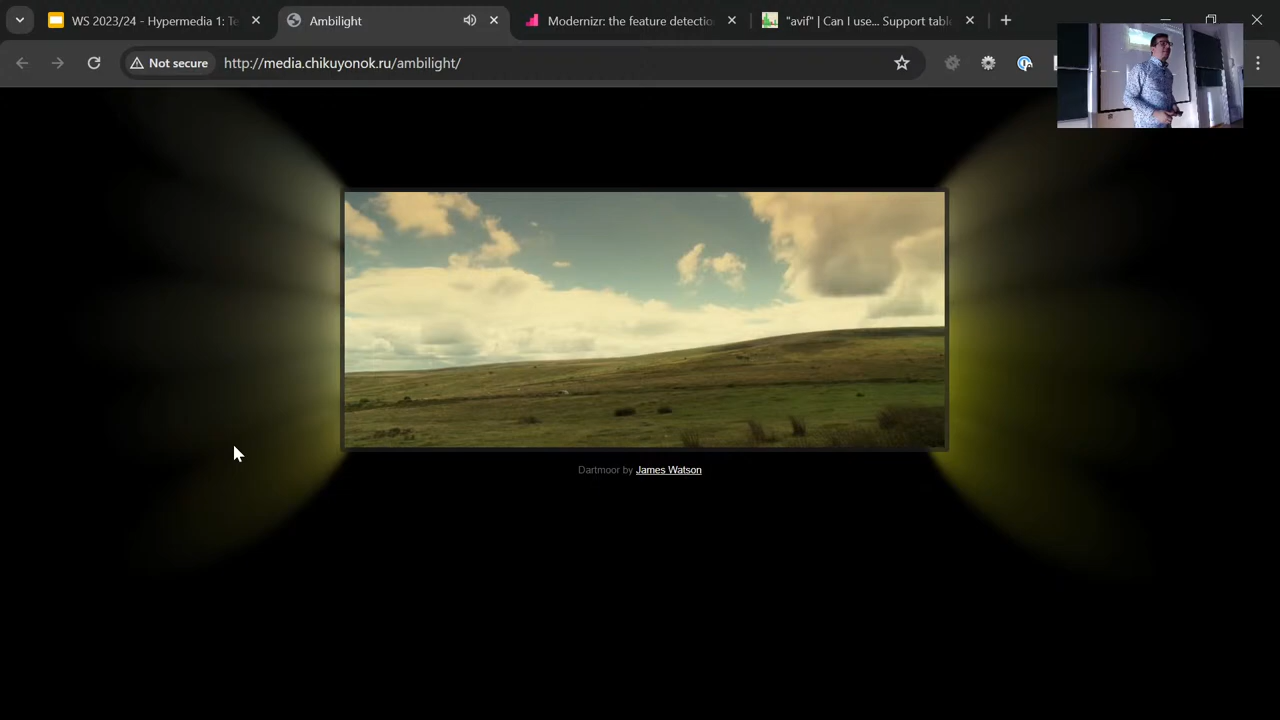 WS 2023/24 - Hypermedia 1: Te
Ambilight
Modernizr: the feature detectio
"avif" | Can I use... Support table
Not secure
http://media.chikuyonok.ru/ambilight/
Dartmoor by James Watson